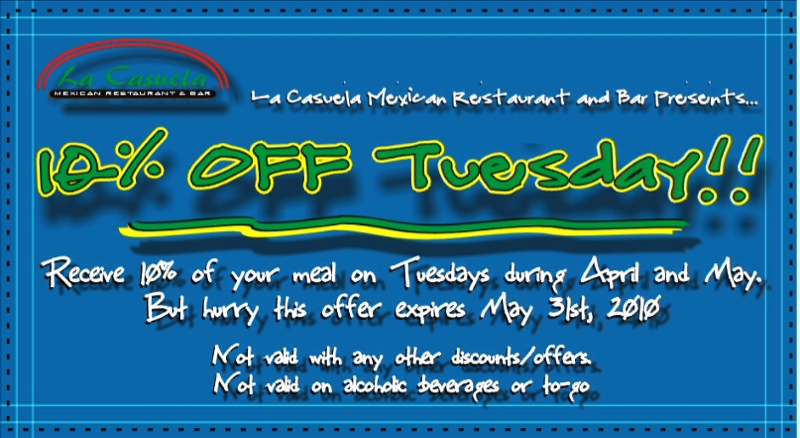 La Casuela
MEXICAN RESTAURANT & BAR
La Casuela Mexican Restaurant and Bar Presents...
10% OFF Tuesday!!
Receive 10% of your meal on Tuesdays during April and May.
But hurry this offer expires May 31st, 2010
Not valid with any other discounts/offers.
Not valid on alcoholic beverages or to-go